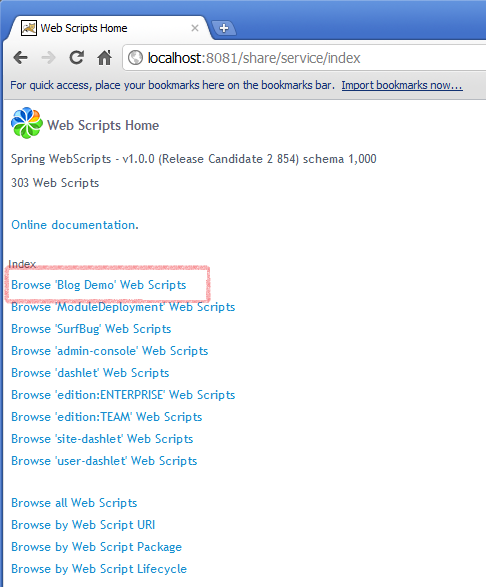 Web Scripts Home
localhost:8081/share/service/index
For quick access, place your bookmarks here on the bookmarks bar. Import bookmarks now...
Web Scripts Home
Spring WebScripts - v1.0.0 (Release Candidate 2 854) schema 1,000
303 Web Scripts
Online documentation.
Index
Browse 'Blog Demo' Web Scripts
Browse 'ModuleDeployment' Web Scripts
Browse 'SurfBug' Web Scripts
Browse 'admin-console' Web Scripts
Browse 'dashlet' Web Scripts
Browse 'edition:ENTERPRISE' Web Scripts
Browse 'edition:TEAM' Web Scripts
Browse 'site-dashlet' Web Scripts
Browse 'user-dashlet' Web Scripts
Browse all Web Scripts
Browse by Web Script URI
Browse by Web Script Package
Browse by Web Script Lifecycle